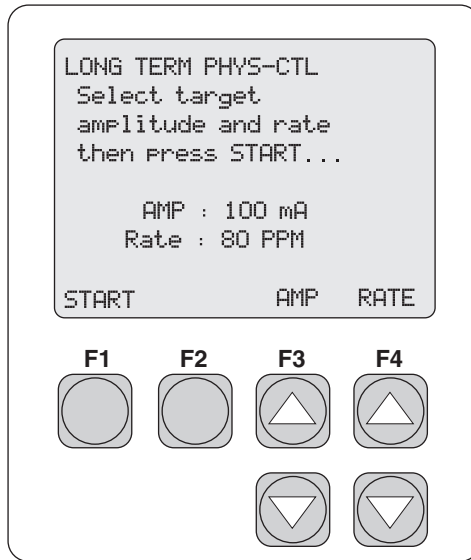 LONG TERM PHYS-CTL
Select target
amplitude and rate
then press START...
AMP : 100 mA
Rate : 80 PPM
START AMP RATE
F1 F2 F3 F4